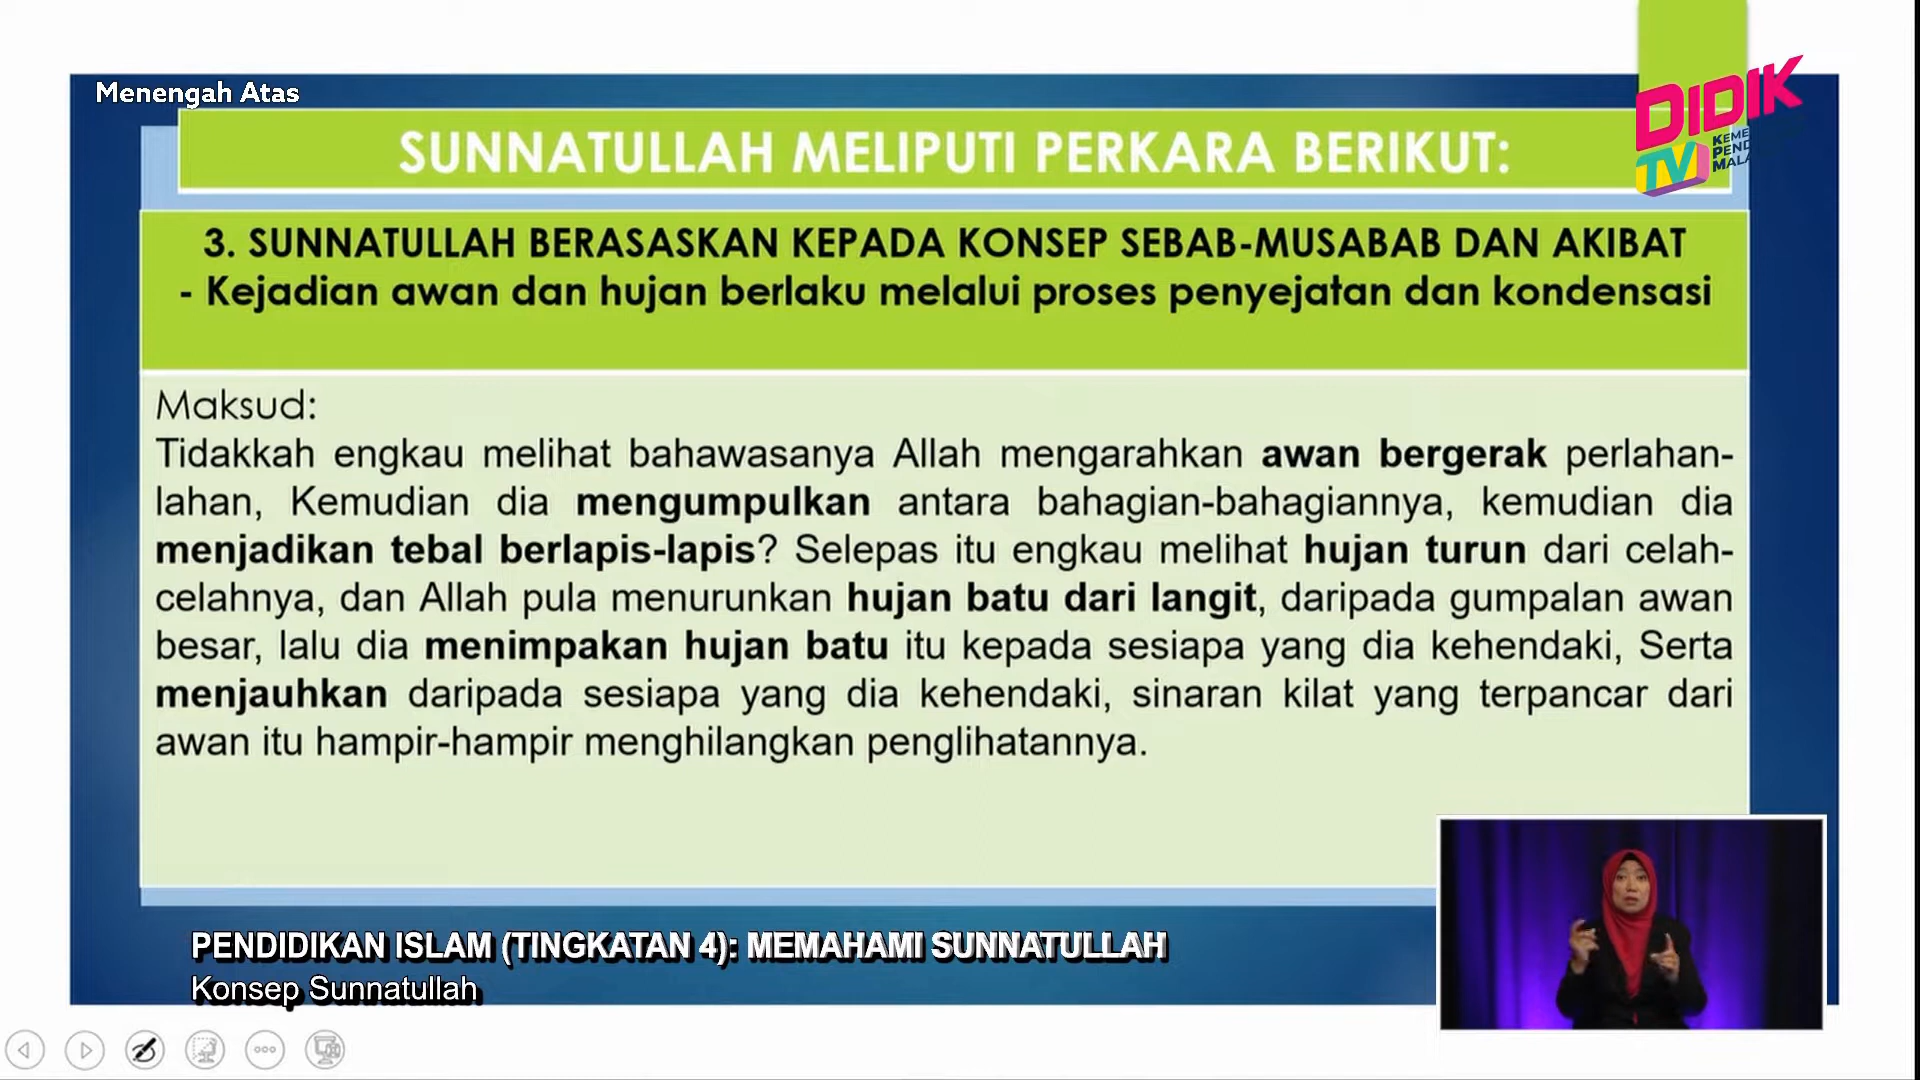 Menengah Atas
DIDIK
TV
KEME
PEND
MALA
SUNNATULLAH MELIPUTI PERKARA BERIKUT:
3. SUNNATULLAH BERASASKAN KEPADA KONSEP SEBAB-MUSABAB DAN AKIBAT
- Kejadian awan dan hujan berlaku melalui proses penyejatan dan kondensasi
Maksud:
Tidakkah engkau melihat bahawasanya Allah mengarahkan awan bergerak perlahan-
lahan, Kemudian dia mengumpulkan antara bahagian-bahagiannya, kemudian dia
menjadikan tebal berlapis-lapis? Selepas itu engkau melihat hujan turun dari celah-
celahnya, dan Allah pula menurunkan hujan batu dari langit, daripada gumpalan awan
besar, lalu dia menimpakan hujan batu itu kepada sesiapa yang dia kehendaki, Serta
menjauhkan daripada sesiapa yang dia kehendaki, sinaran kilat yang terpancar dari
awan itu hampir-hampir menghilangkan penglihatannya.
PENDIDIKAN ISLAM (TINGKATAN 4): MEMAHAMI SUNNATULLAH
Konsep Sunnatullah